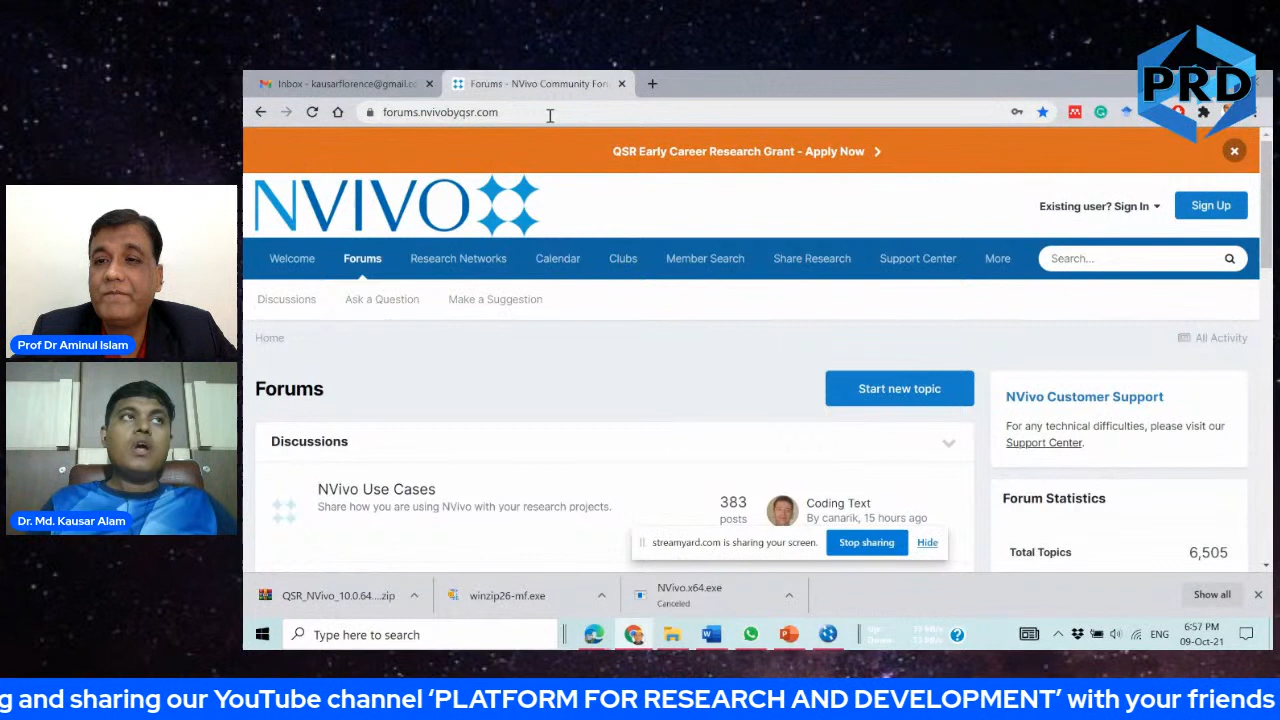 PRD
Inbox - kausarflorence@gmail.co
Forums - NVivo Community For
forums.nvivobyqsr.com
QSR Early Career Research Grant - Apply Now
NVIVO
Existing user? Sign In
Sign Up
Welcome
Forums
Research Networks
Calendar
Clubs
Member Search
Share Research
Support Center
More
Search...
Discussions
Ask a Question
Make a Suggestion
Home
All Activity
Forums
Start new topic
NVivo Customer Support
For any technical difficulties, please visit our
Support Center.
Discussions
NVivo Use Cases
Share how you are using NVivo with your research projects.
383
posts
Coding Text
By canarik, 15 hours ago
Forum Statistics
Total Topics
6,505
streamyard.com is sharing your screen.
Stop sharing
Hide
QSR_NVivo_10.0.64....zip
winzip26-mf.exe
NVivo.x64.exe
Canceled
Show all
Type here to search
ENG
6:57 PM
09-Oct-21
Prof Dr Aminul Islam
Dr. Md. Kausar Alam
g and sharing our YouTube channel ‘PLATFORM FOR RESEARCH AND DEVELOPMENT’ with your friends